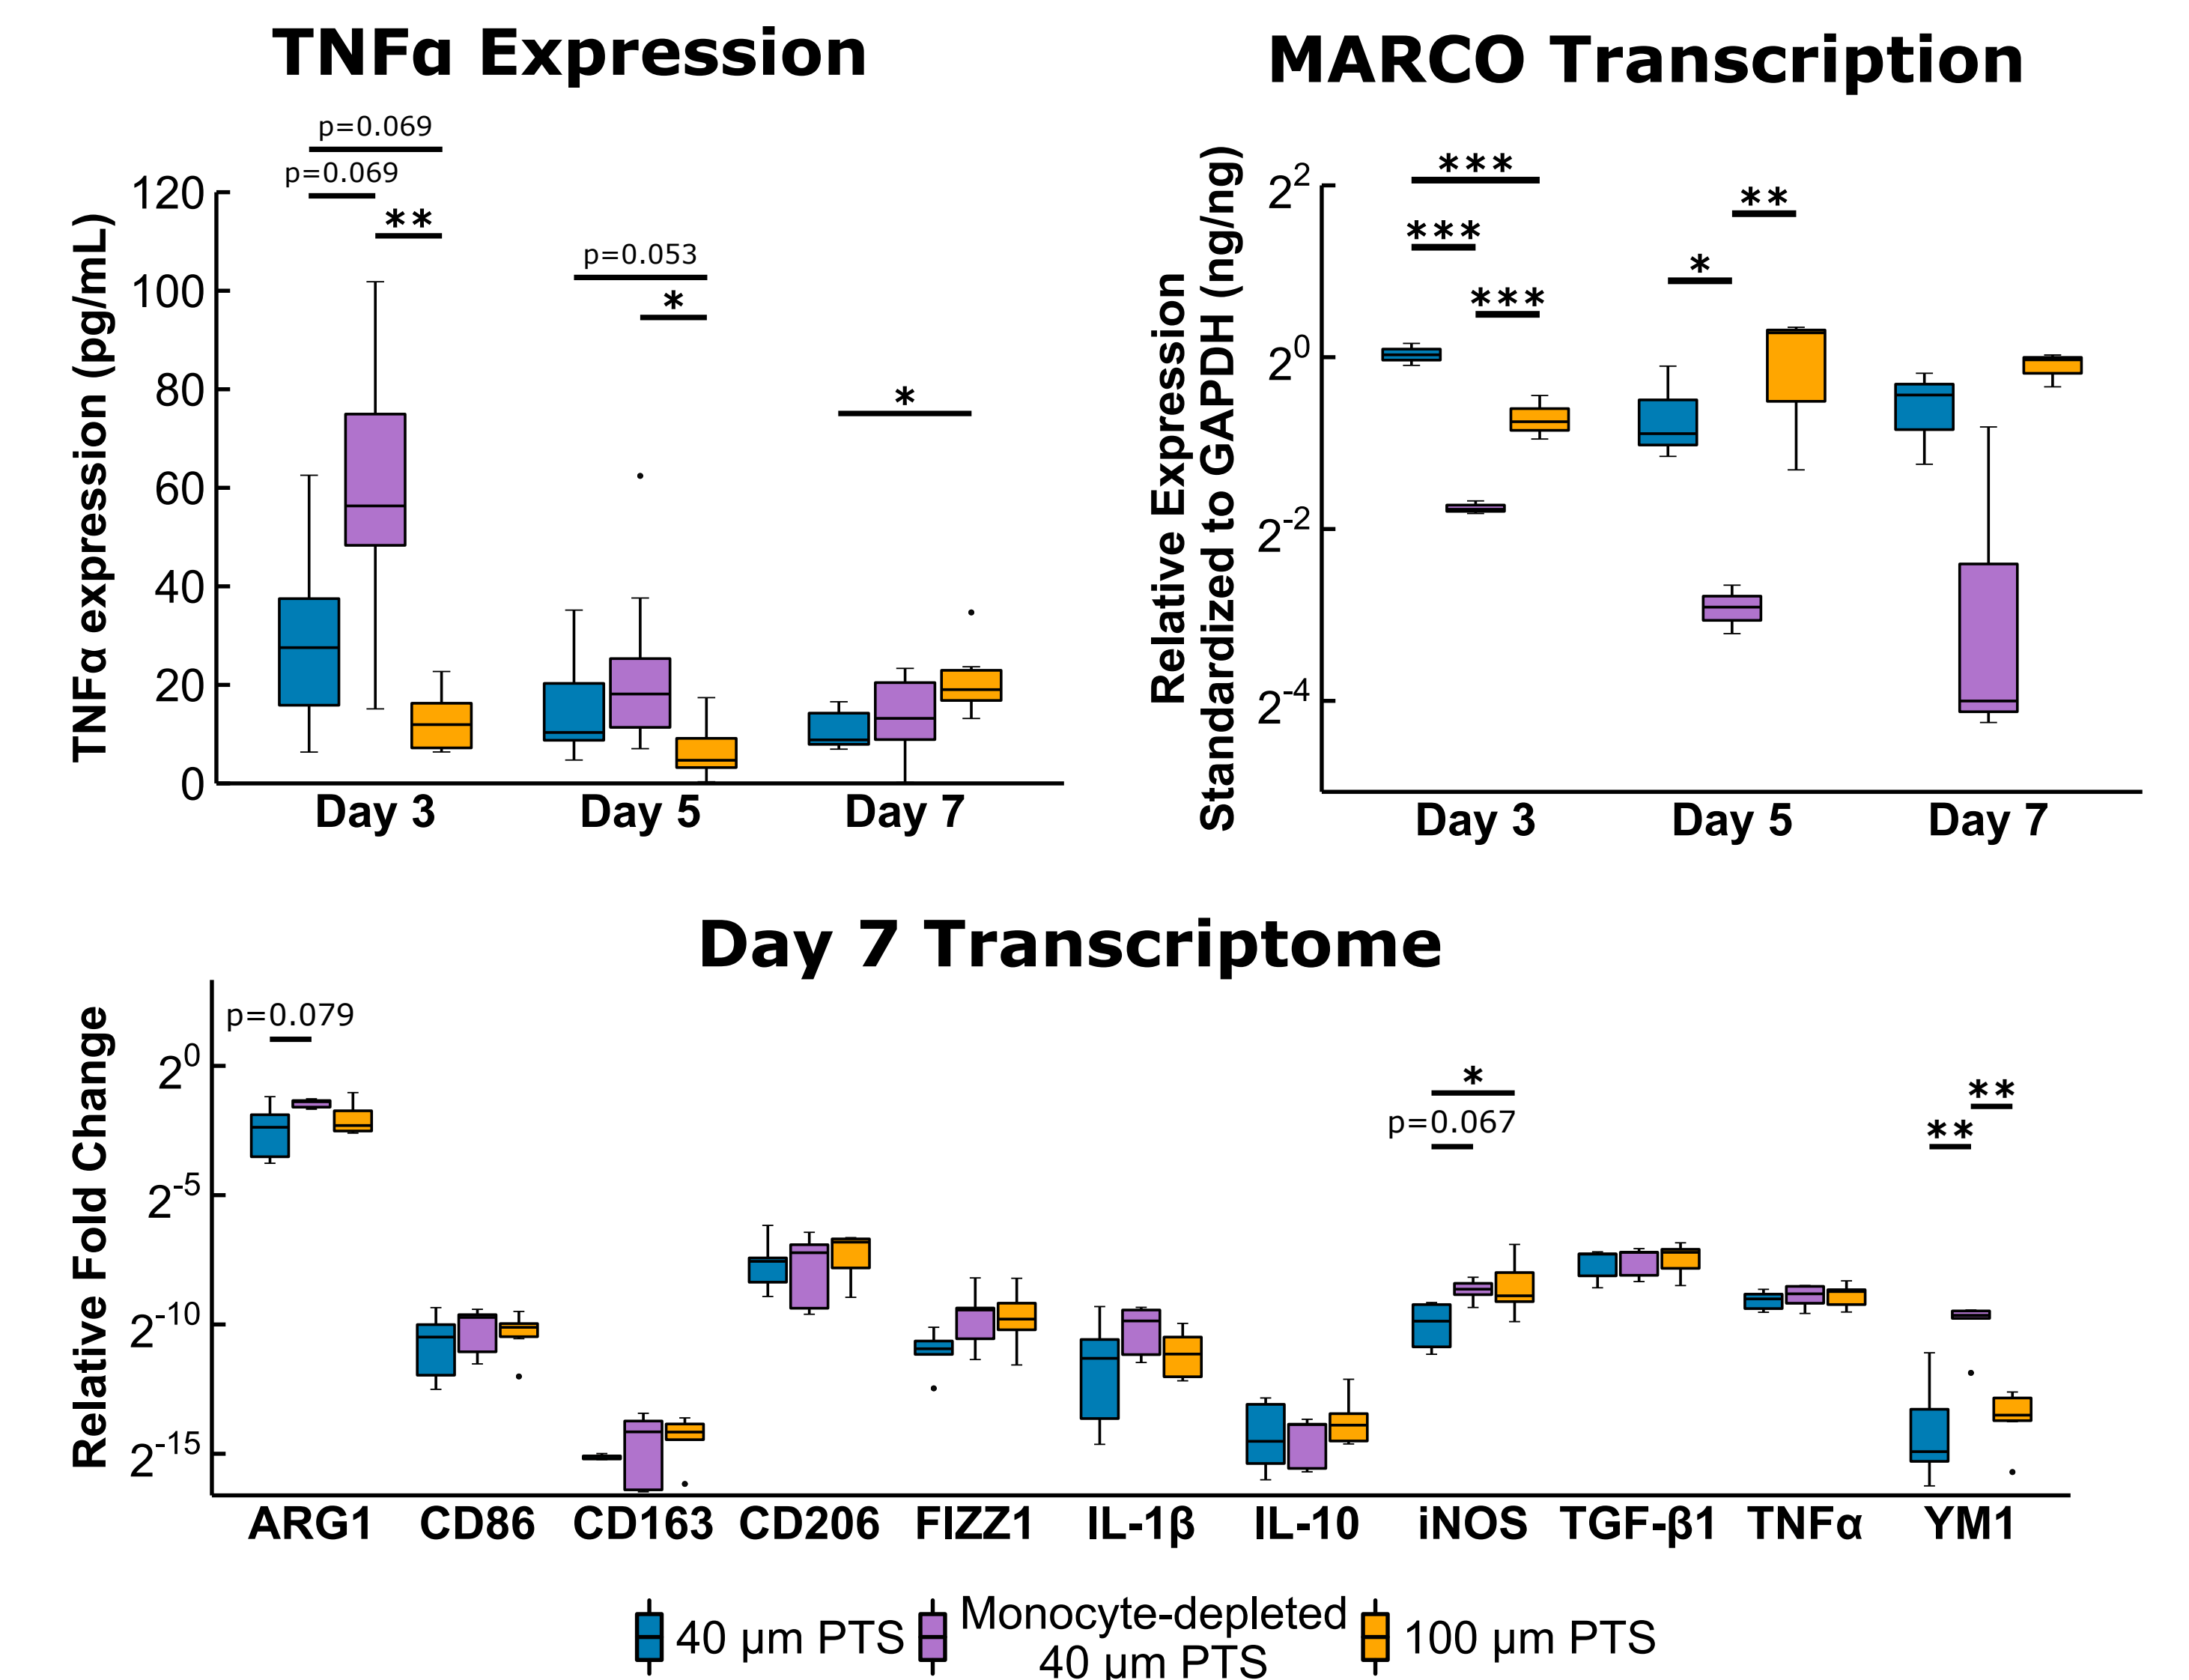 TNFα Expression
p=0.069
p=0.069
**
p=0.053
*
*
TNFα expression (pg/mL)
120
100
80
60
40
20
0
Day 3 Day 5 Day 7
MARCO Transcription
***
***
***
**
*
Relative Expression
Standardized to GAPDH (ng/ng)
2^2
2^0
2^-2
2^-4
Day 3 Day 5 Day 7
Day 7 Transcriptome
p=0.079
*
p=0.067
**
**
Relative Fold Change
2^0
2^-5
2^-10
2^-15
ARG1 CD86 CD163 CD206 FIZZ1 IL-1β IL-10 iNOS TGF-β1 TNFα YM1
40 µm PTS
Monocyte-depleted
40 µm PTS
100 µm PTS